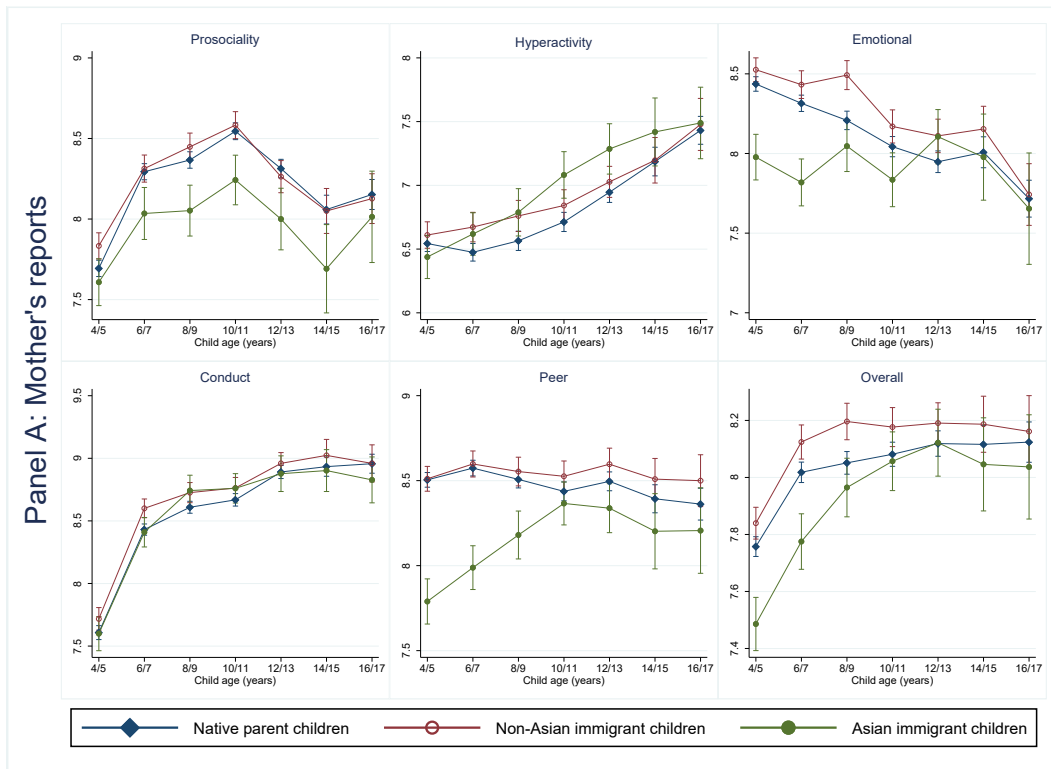 Panel A: Mother's reports
Prosociality
9
8.5
8
7.5
4/5 6/7 8/9 10/11 12/13 14/15 16/17
Child age (years)
Hyperactivity
8
7.5
7
6.5
6
4/5 6/7 8/9 10/11 12/13 14/15 16/17
Child age (years)
Emotional
8.5
8
7.5
7
4/5 6/7 8/9 10/11 12/13 14/15 16/17
Child age (years)
Conduct
9.5
9
8.5
8
7.5
4/5 6/7 8/9 10/11 12/13 14/15 16/17
Child age (years)
Peer
9
8.5
8
7.5
4/5 6/7 8/9 10/11 12/13 14/15 16/17
Child age (years)
Overall
8.2
8
7.8
7.6
7.4
4/5 6/7 8/9 10/11 12/13 14/15 16/17
Child age (years)
Native parent children Non-Asian immigrant children Asian immigrant children